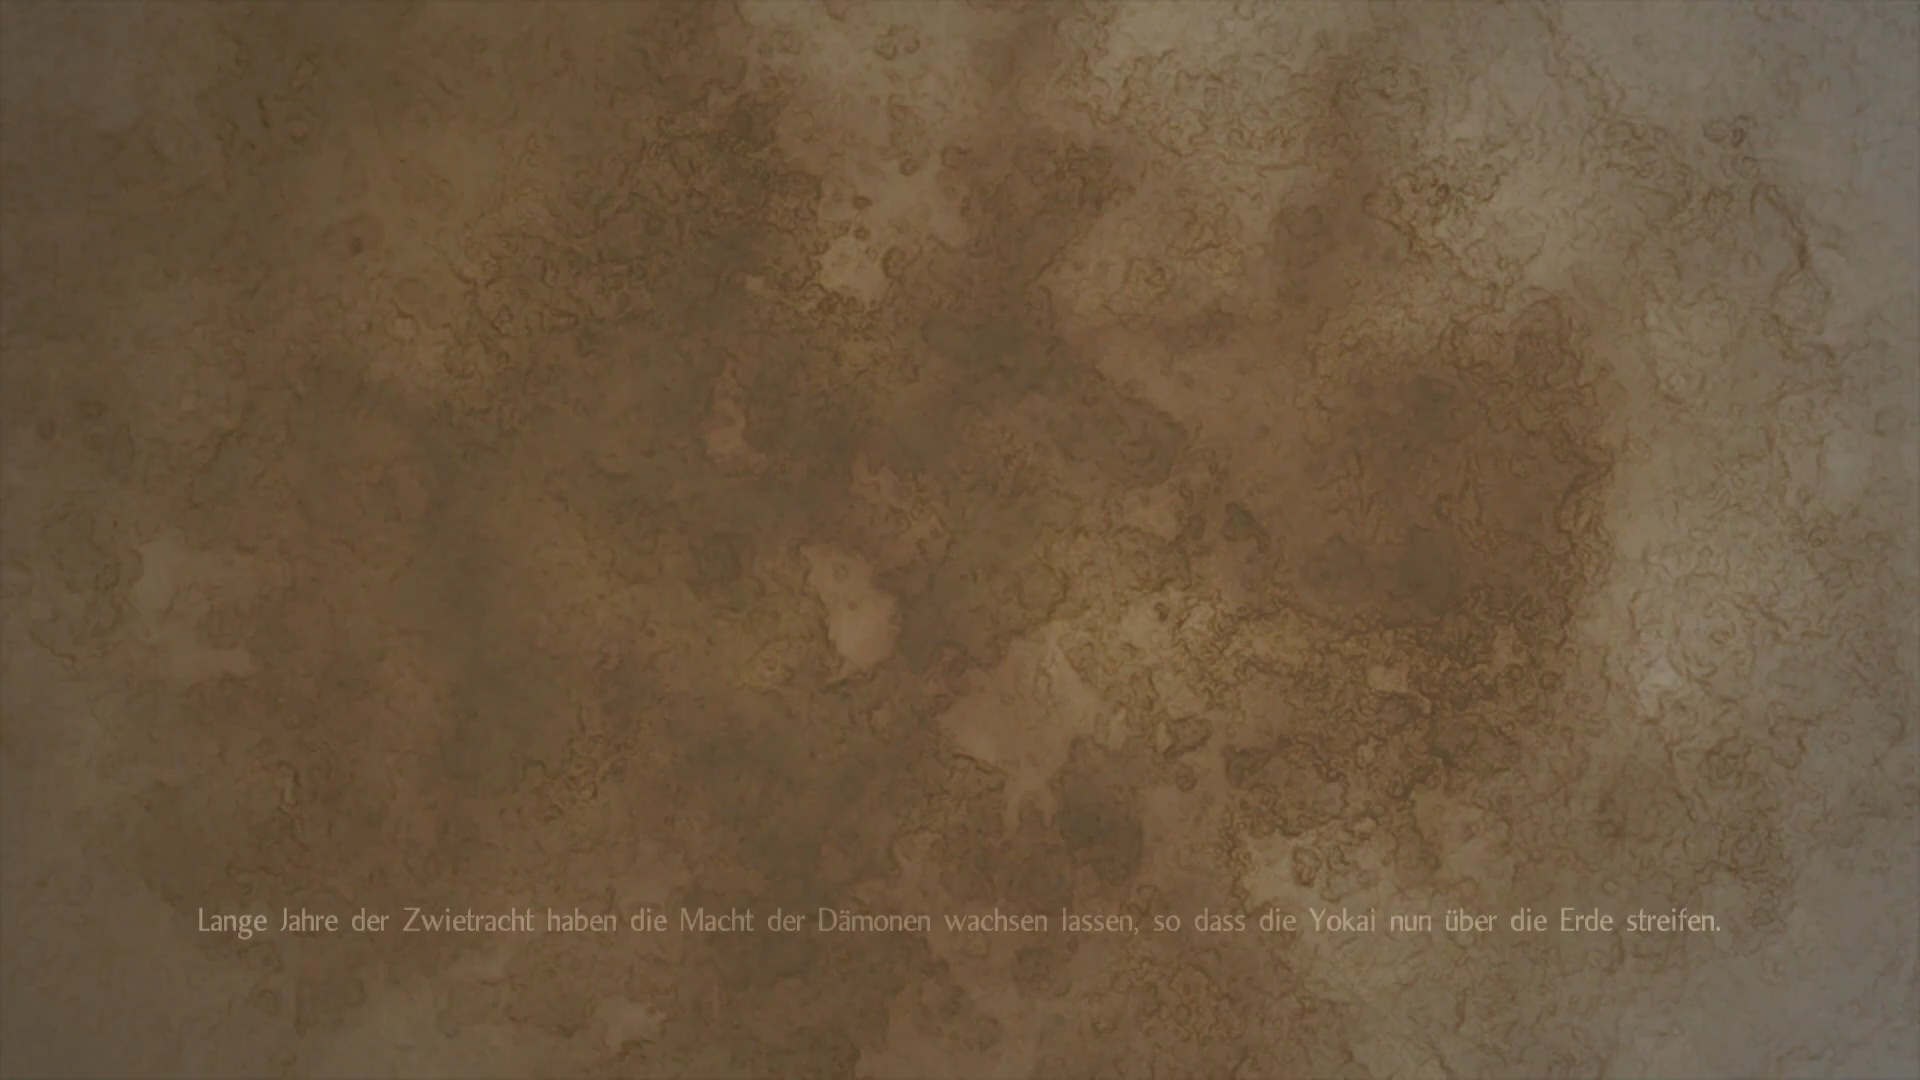 Lange Jahre der Zwietracht haben die Macht der Dämonen wachsen lassen, so dass die Yokai nun über die Erde streifen.